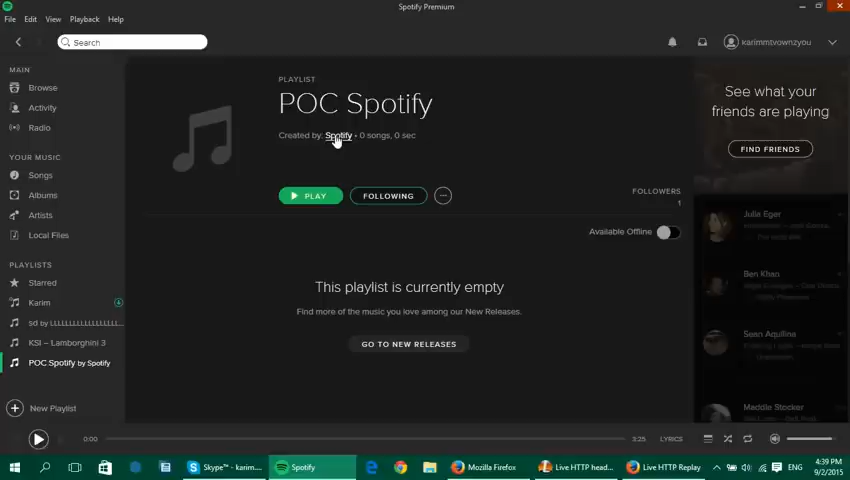 Spotify Premium
File Edit View Playback Help
Search
karimmtvownzyou
MAIN
Browse
Activity
Radio
YOUR MUSIC
Songs
Albums
Artists
Local Files
PLAYLISTS
Starred
Karim
KSI – Lamborghini 3
POC Spotify by Spotify
New Playlist
PLAYLIST
POC Spotify
Created by: Spotify • 0 songs, 0 sec
PLAY FOLLOWING
FOLLOWERS
1
Available Offline
This playlist is currently empty
Find more of the music you love among our New Releases.
GO TO NEW RELEASES
See what your
friends are playing
FIND FRIENDS
Julia Eger
Ben Khan
Sean Aquilina
Maddie Stocker
0:00 3:25 LYRICS
Skype™ - karim.... Spotify Mozilla Firefox Live HTTP head... Live HTTP Replay ENG
4:39 PM
9/2/2015